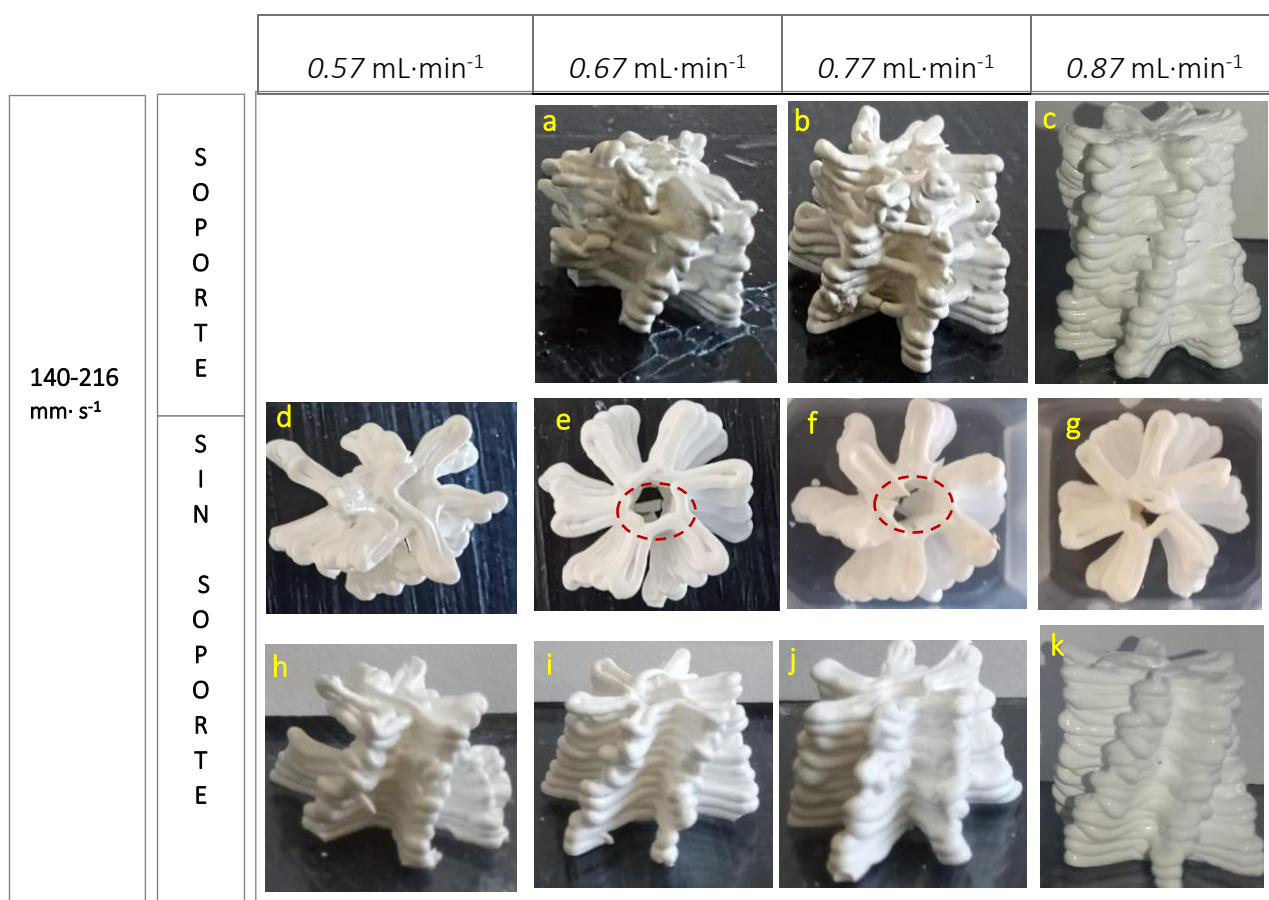 0.57 mL·min-1
0.67 mL·min-1
0.77 mL·min-1
0.87 mL·min-1
140-216
mm· s-1
S
O
P
O
R
T
E
a
b
c
S
I
N
S
O
P
O
R
T
E
d
e
f
g
h
i
j
k